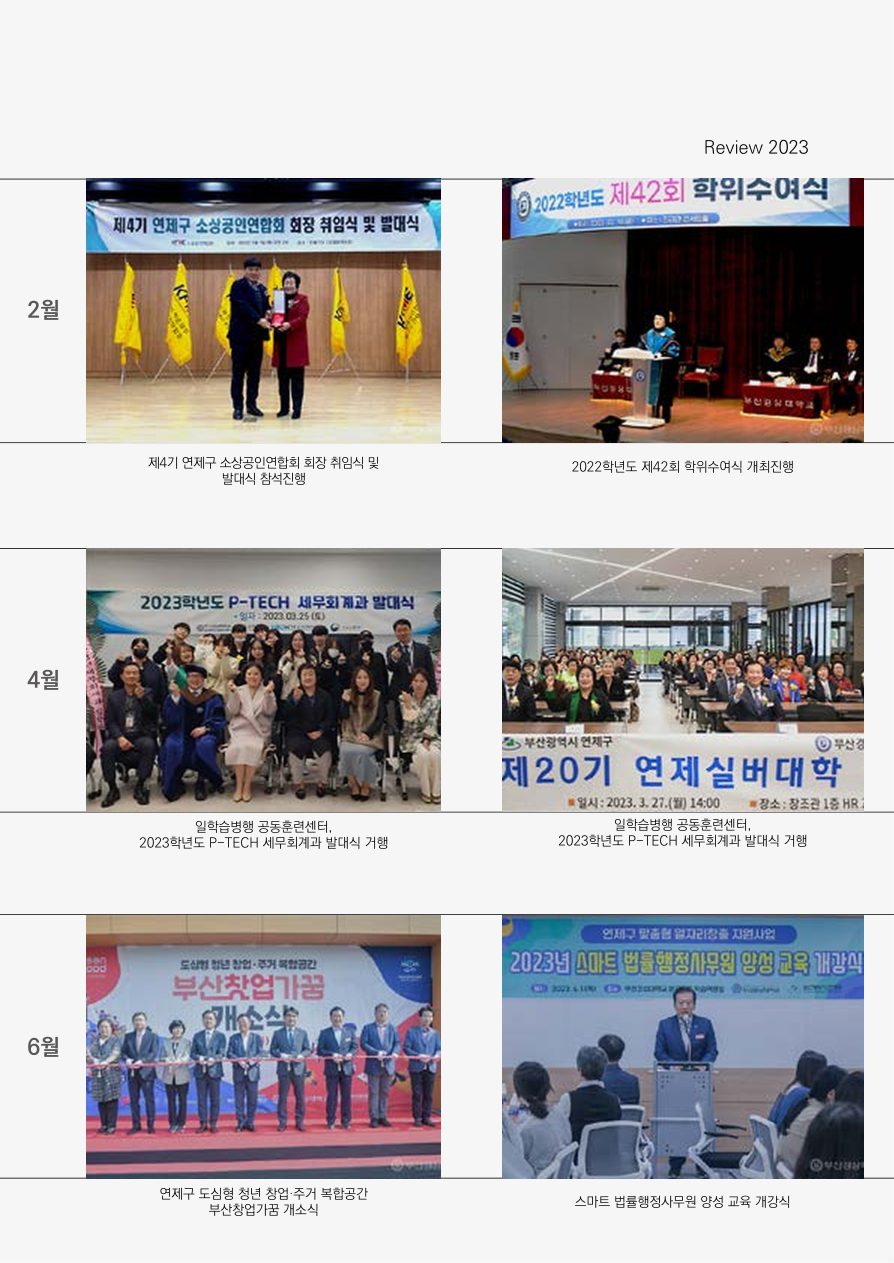 Review 2023
2월
제4기 연제구 소상공인연합회 회장 취임식 및 발대식
제4기 연제구 소상공인연합회 회장 취임식 및
발대식 참석진행
2022학년도 제42회 학위수여식
2022학년도 제42회 학위수여식 개최진행
4월
2023학년도 P-TECH 세무회계과 발대식
•일자 : 2023.03.25 (토)
일학습병행 공동훈련센터,
2023학년도 P-TECH 세무회계과 발대식 거행
부산광역시 연제구
부산경
제20기 연제실버대학
■일시 : 2023. 3. 27.(월) 14:00
■장소 : 창조관 1층 HR
일학습병행 공동훈련센터,
2023학년도 P-TECH 세무회계과 발대식 거행
6월
도심형 청년 창업·주거 복합공간
부산창업가꿈
개소식
연제구 도심형 청년 창업·주거 복합공간
부산창업가꿈 개소식
연제구 맞춤형 일자리창출 지원사업
2023년 스마트 법률행정사무원 양성 교육 개강식
스마트 법률행정사무원 양성 교육 개강식